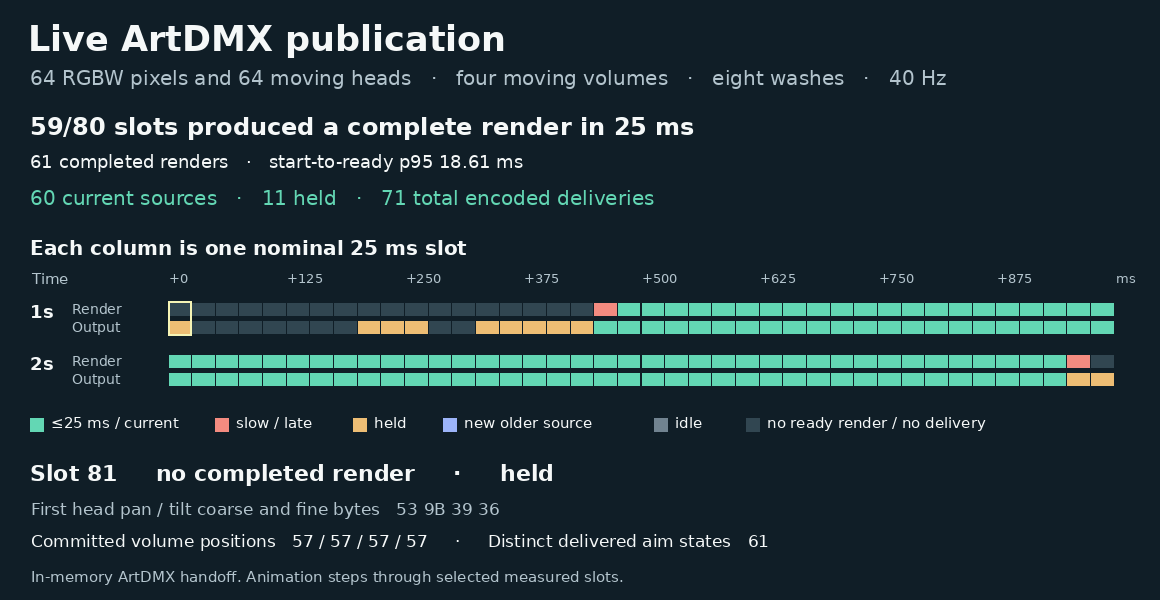 Live ArtDMX publication
64 RGBW pixels and 64 moving heads · four moving volumes · eight washes · 40 Hz
59/80 slots produced a complete render in 25 ms
61 completed renders · start-to-ready p95 18.61 ms
60 current sources · 11 held · 71 total encoded deliveries
Each column is one nominal 25 ms slot
Time +0 +125 +250 +375 +500 +625 +750 +875 ms
1s Render
Output
2s Render
Output
≤25 ms / current slow / late held new older source idle no ready render / no delivery
Slot 81 no completed render · held
First head pan / tilt coarse and fine bytes 53 9B 39 36
Committed volume positions 57 / 57 / 57 / 57 · Distinct delivered aim states 61
In-memory ArtDMX handoff. Animation steps through selected measured slots.